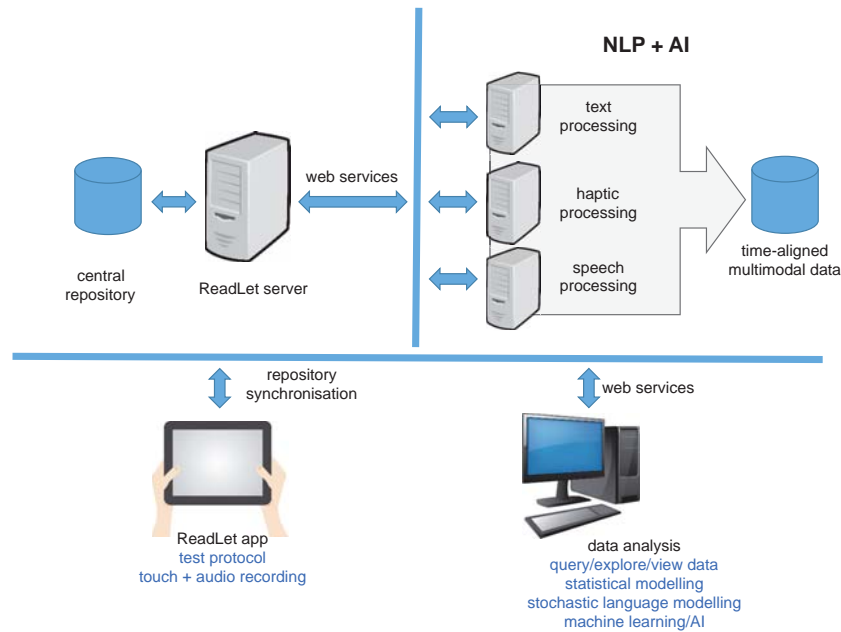 NLP + AI
text
processing
web services
haptic
processing
central
repository
ReadLet server
speech
processing
time-aligned
multimodal data
repository
synchronisation
web services
ReadLet app
test protocol
touch + audio recording
data analysis
query/explore/view data
statistical modelling
stochastic language modelling
machine learning/AI